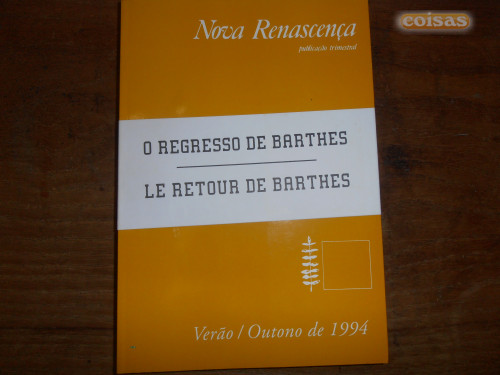 coisas
Nova Renascença
publicação trimestral
O REGRESSO DE BARTHES
LE RETOUR DE BARTHES
Verão / Outono de 1994